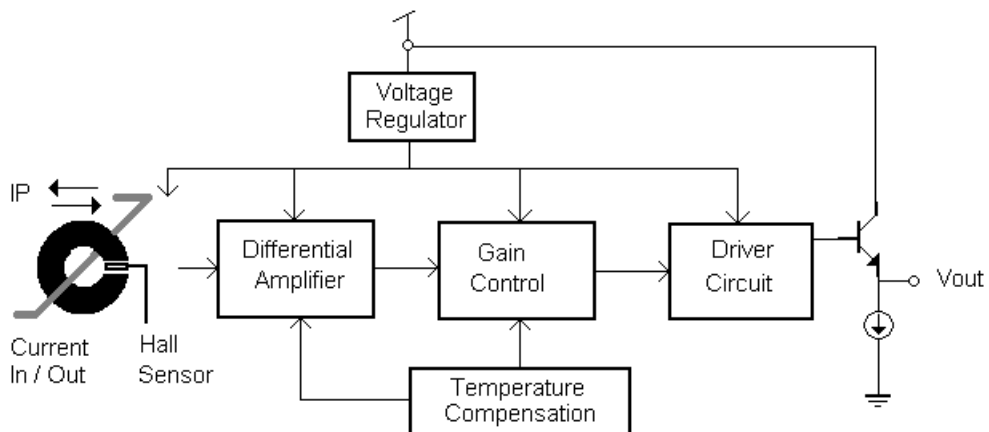 Voltage
Regulator
IP
Differential
Amplifier
Gain
Control
Driver
Circuit
Vout
Current
In / Out
Hall
Sensor
Temperature
Compensation